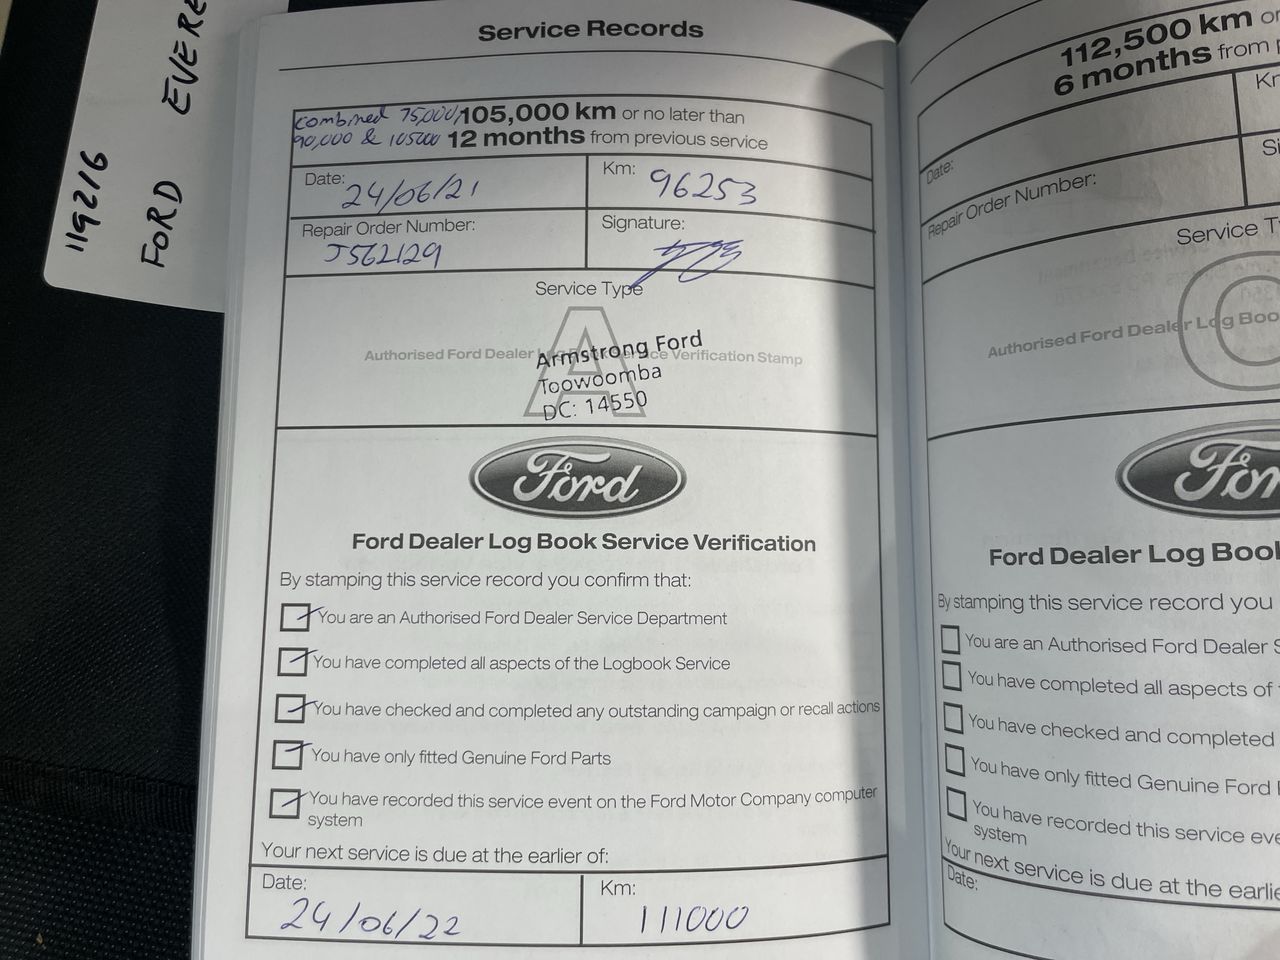 119216
FORD EVERE
Service Records
combined 75,000, 105,000 km or no later than
90,000 & 105000 12 months from previous service
Date: 24/06/21
Km: 96253
Repair Order Number: J562129
Signature:
Service Type
A
Authorised Ford Dealer Verification Stamp
Armstrong Ford
Toowoomba
DC: 14550
Ford
Ford Dealer Log Book Service Verification
By stamping this service record you confirm that:
You are an Authorised Ford Dealer Service Department
You have completed all aspects of the Logbook Service
You have checked and completed any outstanding campaign or recall actions
You have only fitted Genuine Ford Parts
You have recorded this service event on the Ford Motor Company computer
system
Your next service is due at the earlier of:
Date: 24/06/22
Km: 111000
112,500 km or
6 months from
Date:
Repair Order Number:
Service T
Authorised Ford Dealer Log Boo
Ford Dealer Log Book
By stamping this service record you
You are an Authorised Ford Dealer S
You have completed all aspects of
You have checked and completed
You have only fitted Genuine Ford
You have recorded this service eve
system
Your next service is due at the earlie
Date: